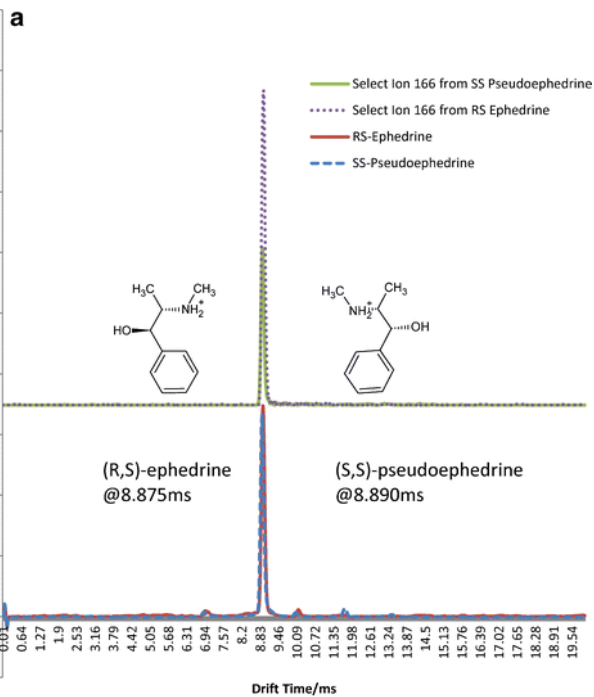 a
Select Ion 166 from SS Pseudoephedrine
Select Ion 166 from RS Ephedrine
RS-Ephedrine
SS-Pseudoephedrine
H₃C CH₃
NH₂⁺
HO
H₃C CH₃
NH₂⁺
OH
(R,S)-ephedrine
@8.875ms
(S,S)-pseudoephedrine
@8.890ms
0.01 0.64 1.27 1.9 2.53 3.16 3.79 4.42 5.05 5.68 6.31 6.94 7.57 8.2 8.83 9.46 10.09 10.72 11.35 11.98 12.61 13.24 13.87 14.5 15.13 15.76 16.39 17.02 17.65 18.28 18.91 19.54
Drift Time/ms